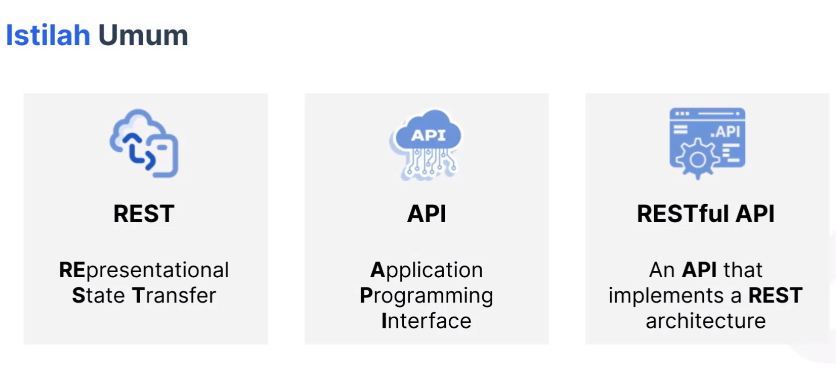 Istilah Umum
REST
REpresentational
State Transfer
API
API
Application
Programming
Interface
.API
RESTful API
An API that
implements a REST
architecture